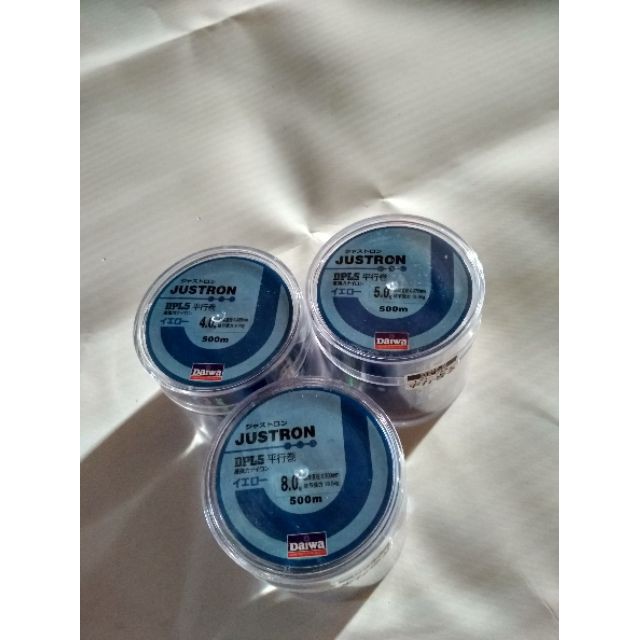 ジャストロン
JUSTRON
DPLS 平行巻
イエロー 4.0
500m
Daiwa
ジャストロン
JUSTRON
DPLS 平行巻
イエロー 5.0
500m
Daiwa
ジャストロン
JUSTRON
DPLS 平行巻
イエロー 8.0
500m
Daiwa